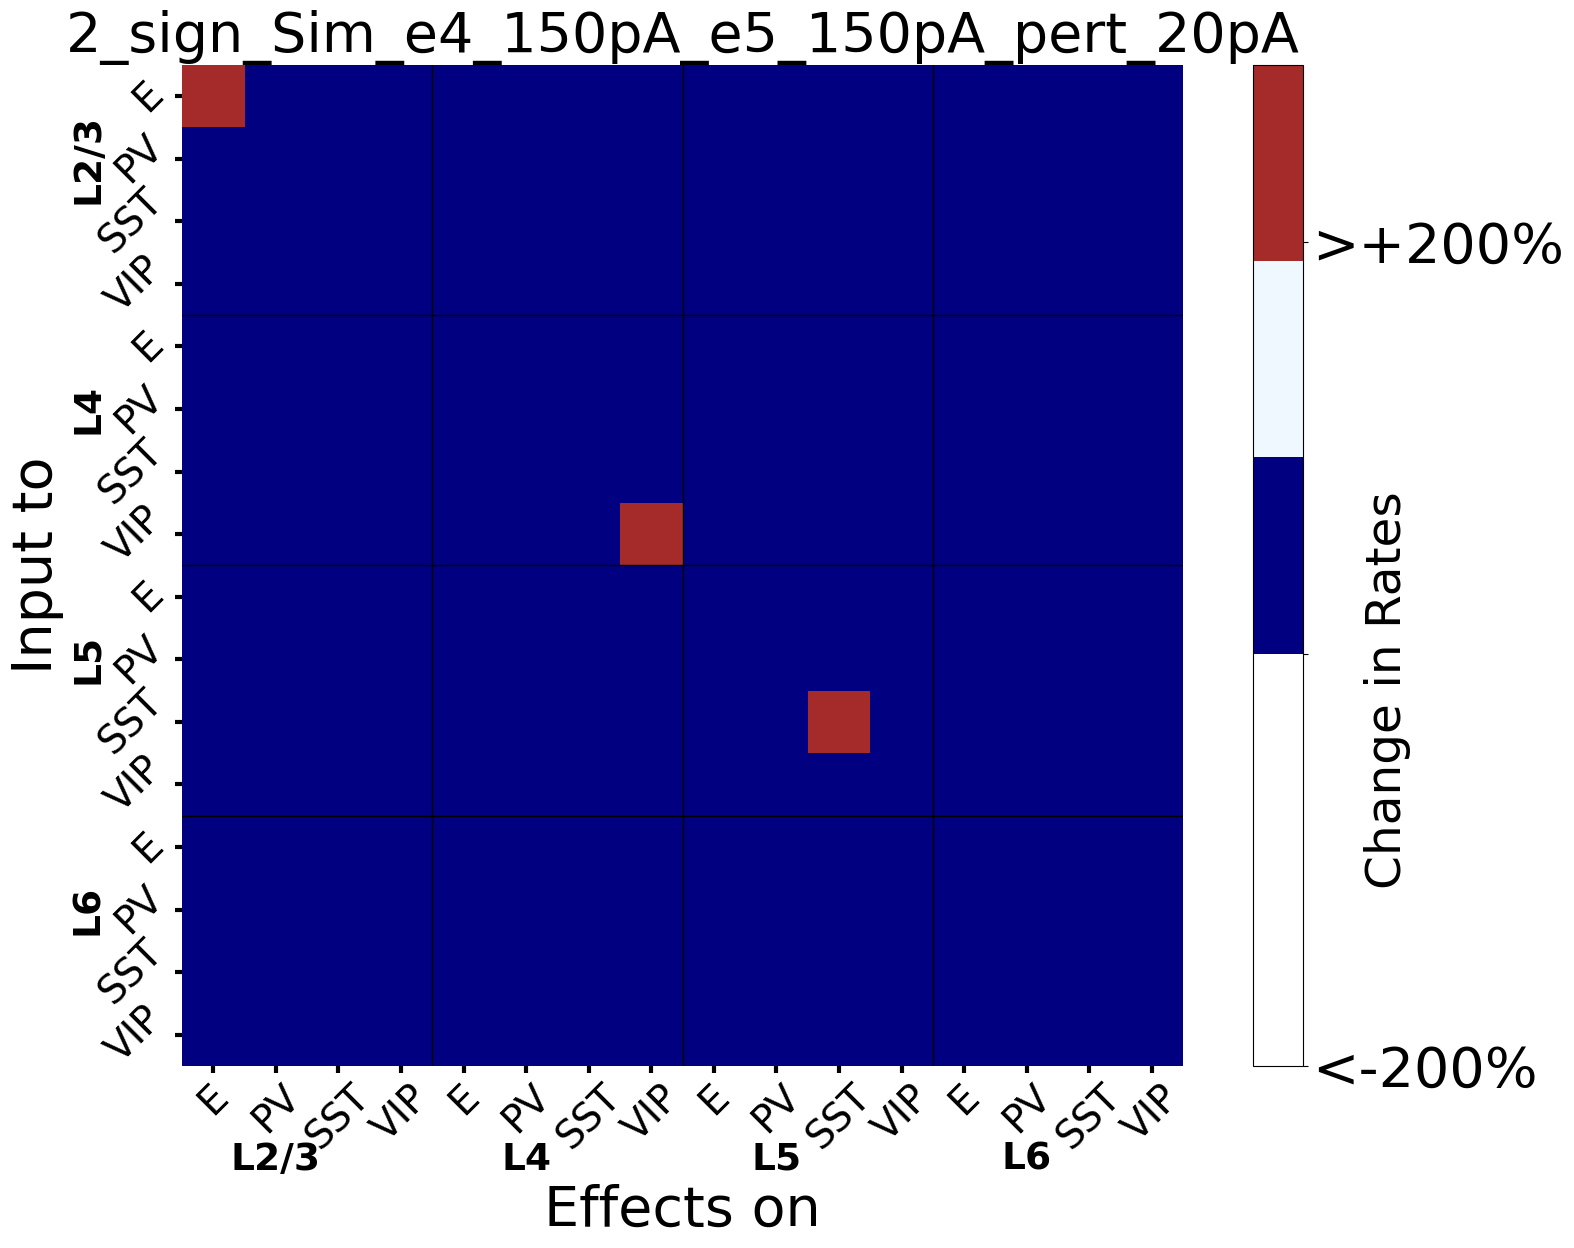 2_sign_Sim_e4_150pA_e5_150pA_pert_20pA
Input to
L2/3
E
PV
SST
VIP
L4
E
PV
SST
VIP
L5
E
PV
SST
VIP
L6
E
PV
SST
VIP
E
PV
SST
VIP
E
PV
SST
VIP
E
PV
SST
VIP
E
PV
SST
VIP
L2/3
L4
L5
L6
Effects on
>+200%
<-200%
Change in Rates